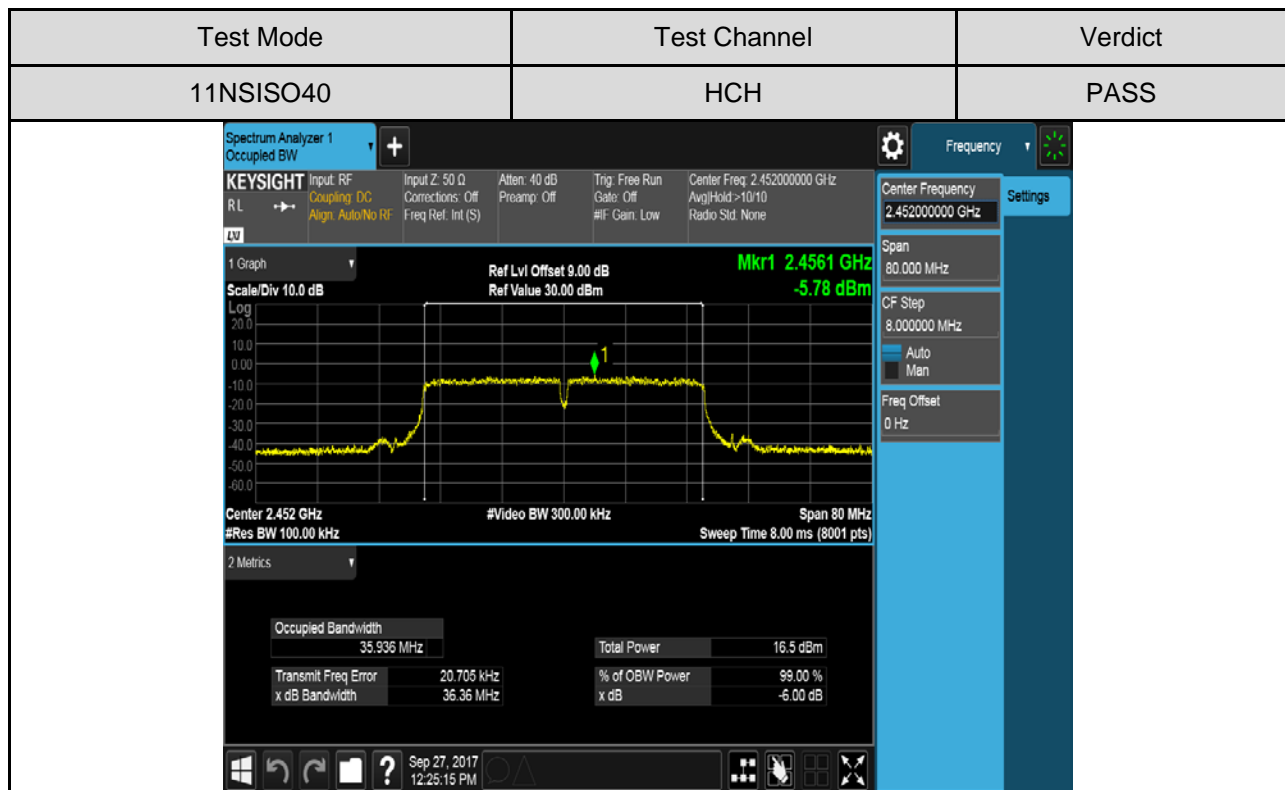 Test Mode Test Channel Verdict
11NSISO40 HCH PASS
Spectrum Analyzer 1
Occupied BW
+
Frequency
KEYSIGHT Input: RF Input Z: 50 Ω Atten: 40 dB Trig: Free Run Center Freq: 2.452000000 GHz
RL Coupling: DC Corrections: Off Preamp: Off Gate: Off Avg|Hold:>10/10
Align: Auto/No RF Freq Ref: Int (S) #IF Gain: Low Radio Std: None
LXI
Center Frequency
2.452000000 GHz
Settings
Span
80.000 MHz
CF Step
8.000000 MHz
Auto
Man
Freq Offset
0 Hz
1 Graph Ref Lvl Offset 9.00 dB Mkr1 2.4561 GHz
Scale/Div 10.0 dB Ref Value 30.00 dBm -5.78 dBm
Log
20.0
10.0
1
0.00
-10.0
-20.0
-30.0
-40.0
-50.0
-60.0
Center 2.452 GHz #Video BW 300.00 kHz Span 80 MHz
#Res BW 100.00 kHz Sweep Time 8.00 ms (8001 pts)
2 Metrics
Occupied Bandwidth
35.936 MHz Total Power 16.5 dBm
Transmit Freq Error 20.705 kHz % of OBW Power 99.00 %
x dB Bandwidth 36.36 MHz x dB -6.00 dB
? Sep 27, 2017
12:25:15 PM